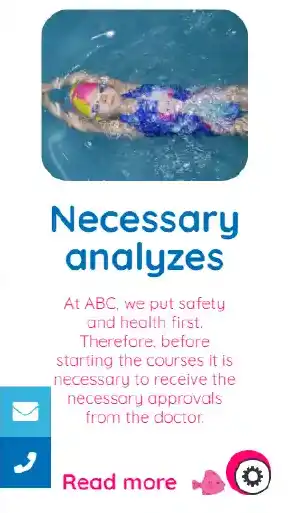 Necessary
analyzes
At ABC, we put safety
and health first.
Therefore, before
starting the courses it is
necessary to receive the
necessary approvals
from the doctor.
Read more